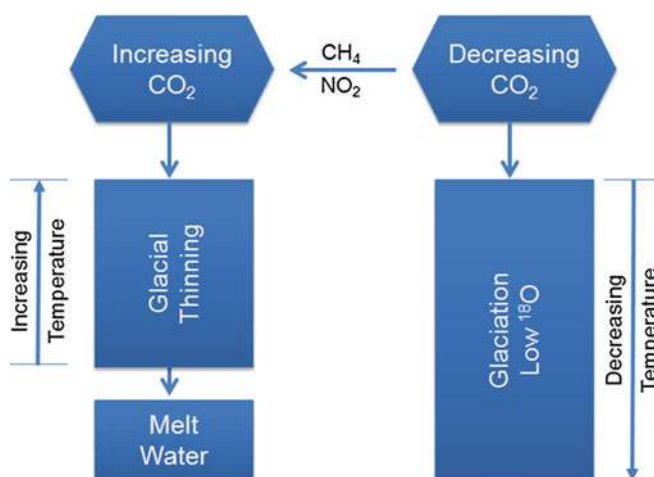 Increasing
CO₂
CH₄
NO₂
Decreasing
CO₂
Increasing
Temperature
Glacial
Thinning
Glaciation
Low ¹⁸O
Decreasing
Temperature
Melt
Water